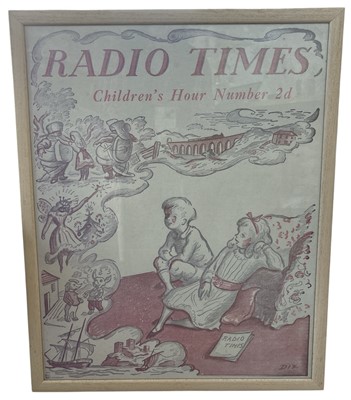 RADIO TIMES
Children's Hour Number 2d
RADIO
TIMES